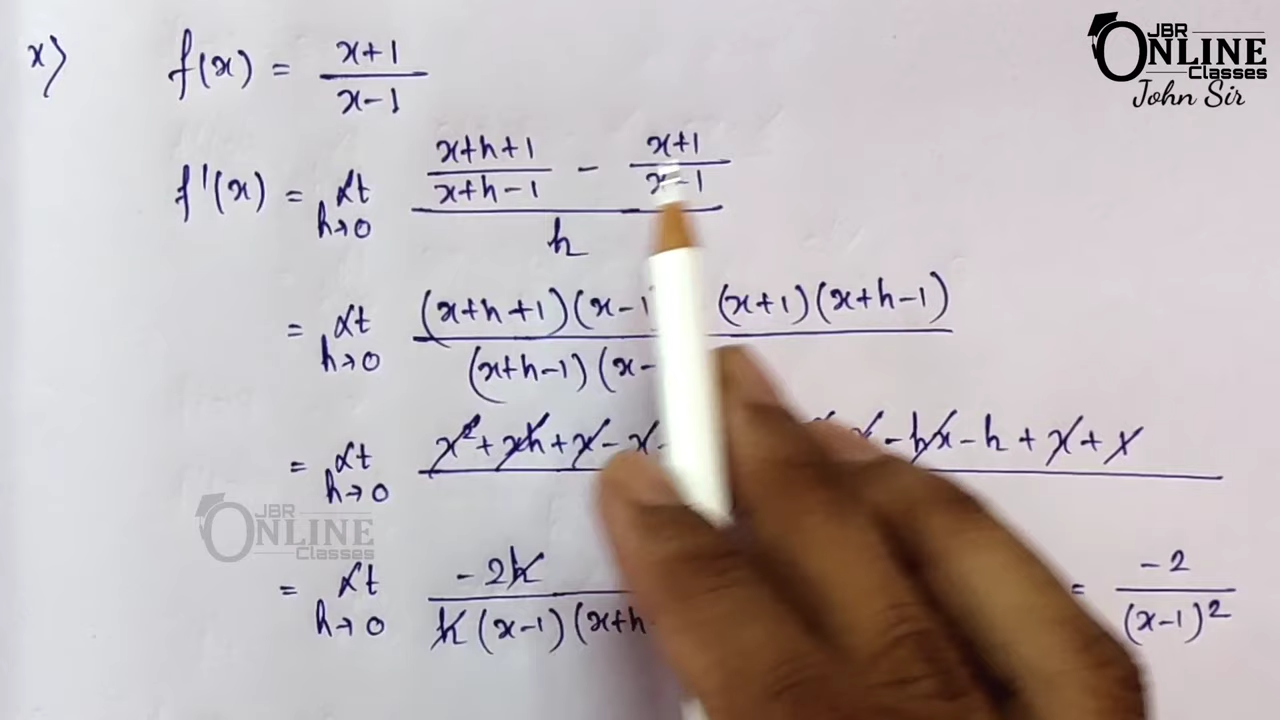 JBR
ONLINE
Classes
John Sir
x) f(x) = x+1 / x-1
f'(x) = Lt h→0 x+h+1 / x+h-1 - x+1 / x-1 / h
= Lt h→0 (x+h+1)(x-1 (x+1)(x+h-1) / (x+h-1)(x-
= Lt h→0 x²+xh+x-x - x - hx - h + x + x
JBR
ONLINE
Classes
= Lt h→0 -2h / h(x-1)(x+h = -2 / (x-1)²